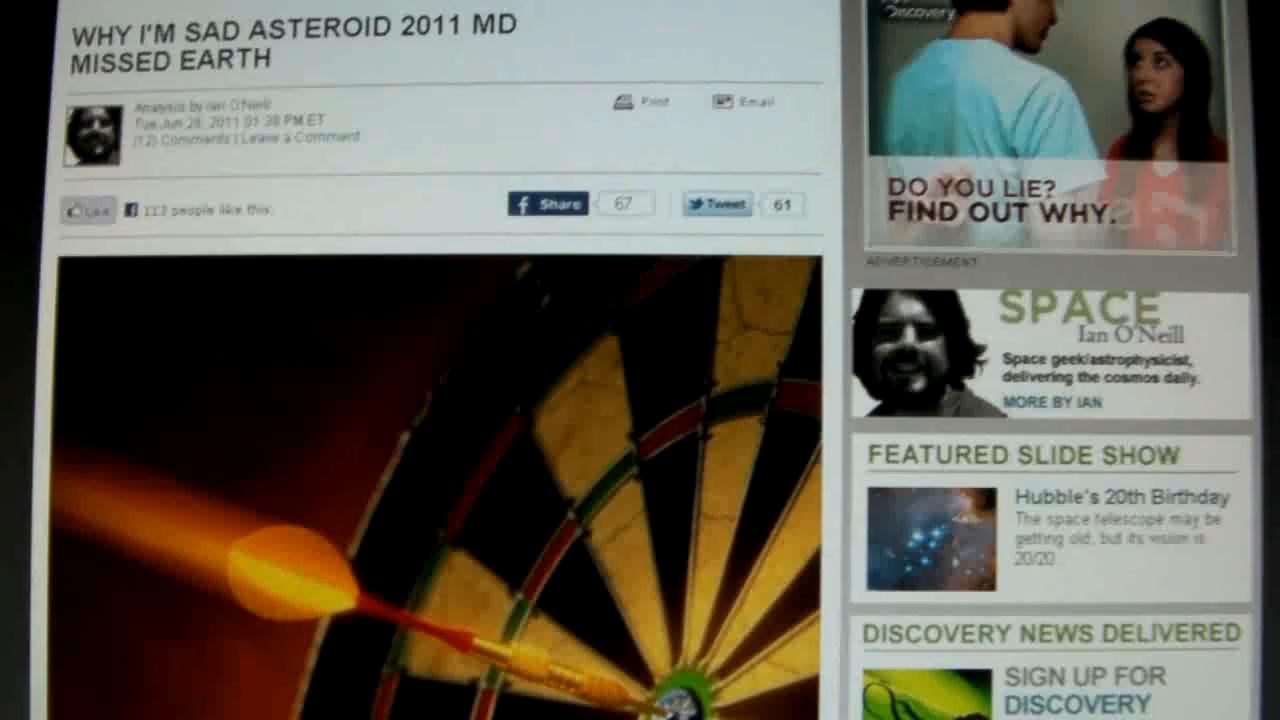 WHY I'M SAD ASTEROID 2011 MD
MISSED EARTH
Analysis by Ian O'Neill
Tue Jun 28, 2011 01:38 PM ET
(12) Comments | Leave a Comment
Print
Email
Like
113 people like this.
Share
67
Tweet
61
Discovery
DO YOU LIE?
FIND OUT WHY.
ADVERTISEMENT
SPACE
Ian O'Neill
Space geek/astrophysicist,
delivering the cosmos daily.
MORE BY IAN
FEATURED SLIDE SHOW
Hubble's 20th Birthday
The space telescope may be
getting old, but its vision is
20/20
DISCOVERY NEWS DELIVERED
SIGN UP FOR
DISCOVERY